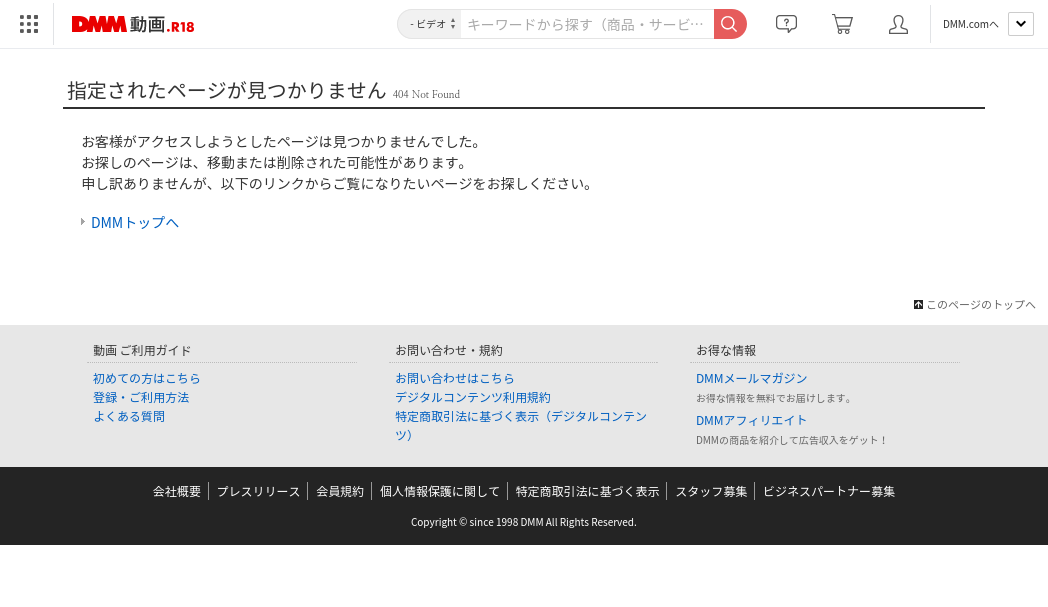 DMM動画.R18
- ビデオ
キーワードから探す（商品・サービ…
DMM.comへ
指定されたページが見つかりません 404 Not Found
お客様がアクセスしようとしたページは見つかりませんでした。
お探しのページは、移動または削除された可能性があります。
申し訳ありませんが、以下のリンクからご覧になりたいページをお探しください。
DMMトップへ
このページのトップへ
動画 ご利用ガイド
初めての方はこちら
登録・ご利用方法
よくある質問
お問い合わせ・規約
お問い合わせはこちら
デジタルコンテンツ利用規約
特定商取引法に基づく表示（デジタルコンテン
ツ）
お得な情報
DMMメールマガジン
お得な情報を無料でお届けします。
DMMアフィリエイト
DMMの商品を紹介して広告収入をゲット！
会社概要 プレスリリース 会員規約 個人情報保護に関して 特定商取引法に基づく表示 スタッフ募集 ビジネスパートナー募集
Copyright © since 1998 DMM All Rights Reserved.